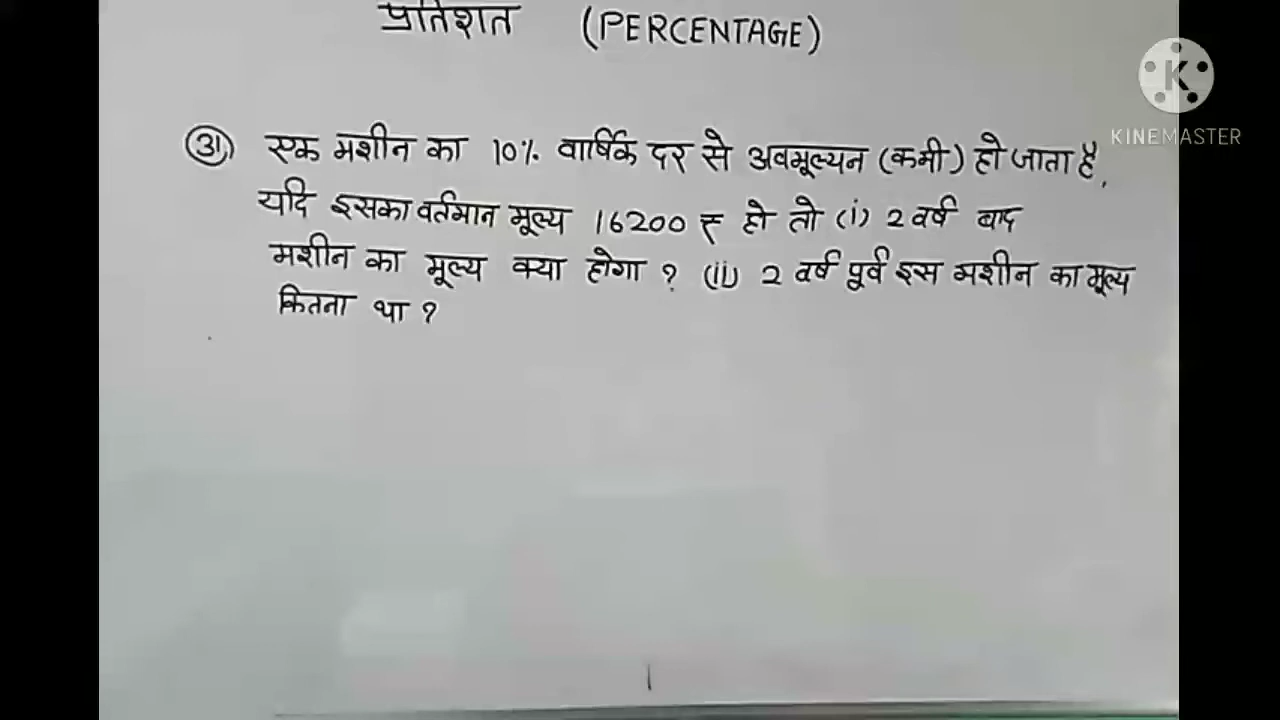 प्रतिशत (PERCENTAGE)
K
KINEMASTER
31, एक मशीन का 10% वार्षिक दर से अवमूल्यन (कमी) हो जाता है,
यदि इसका वर्तमान मूल्य 16200 ₹ हो तो (i) 2 वर्ष बाद
मशीन का मूल्य क्या होगा ? (ii) 2 वर्ष पूर्व इस मशीन का मूल्य
कितना था ?